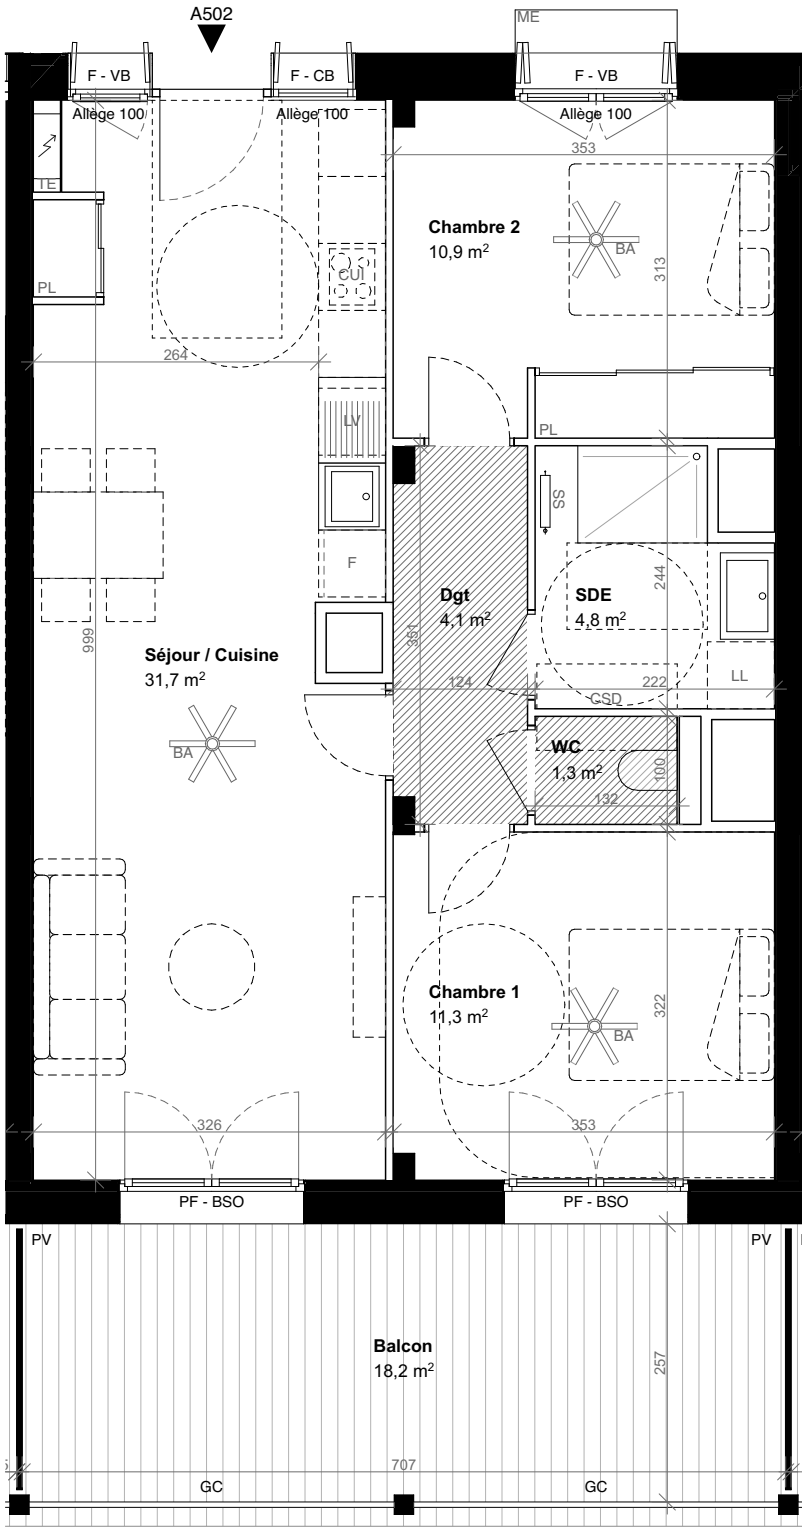 A502
ME
F - VB
F - CB
F - VB
Allège 100
Allège 100
Allège 100
353
TE
Chambre 2
10,9 m²
BA
313
CUI
PL
264
LV
PL
SS
F
Dgt
4,1 m²
SDE
4,8 m²
244
999
351
Séjour / Cuisine
31,7 m²
124
222
LL
CSD
BA
WC
1,3 m²
100
132
Chambre 1
11,3 m²
322
BA
326
353
PF - BSO
PF - BSO
PV
PV
Balcon
18,2 m²
257
707
GC
GC